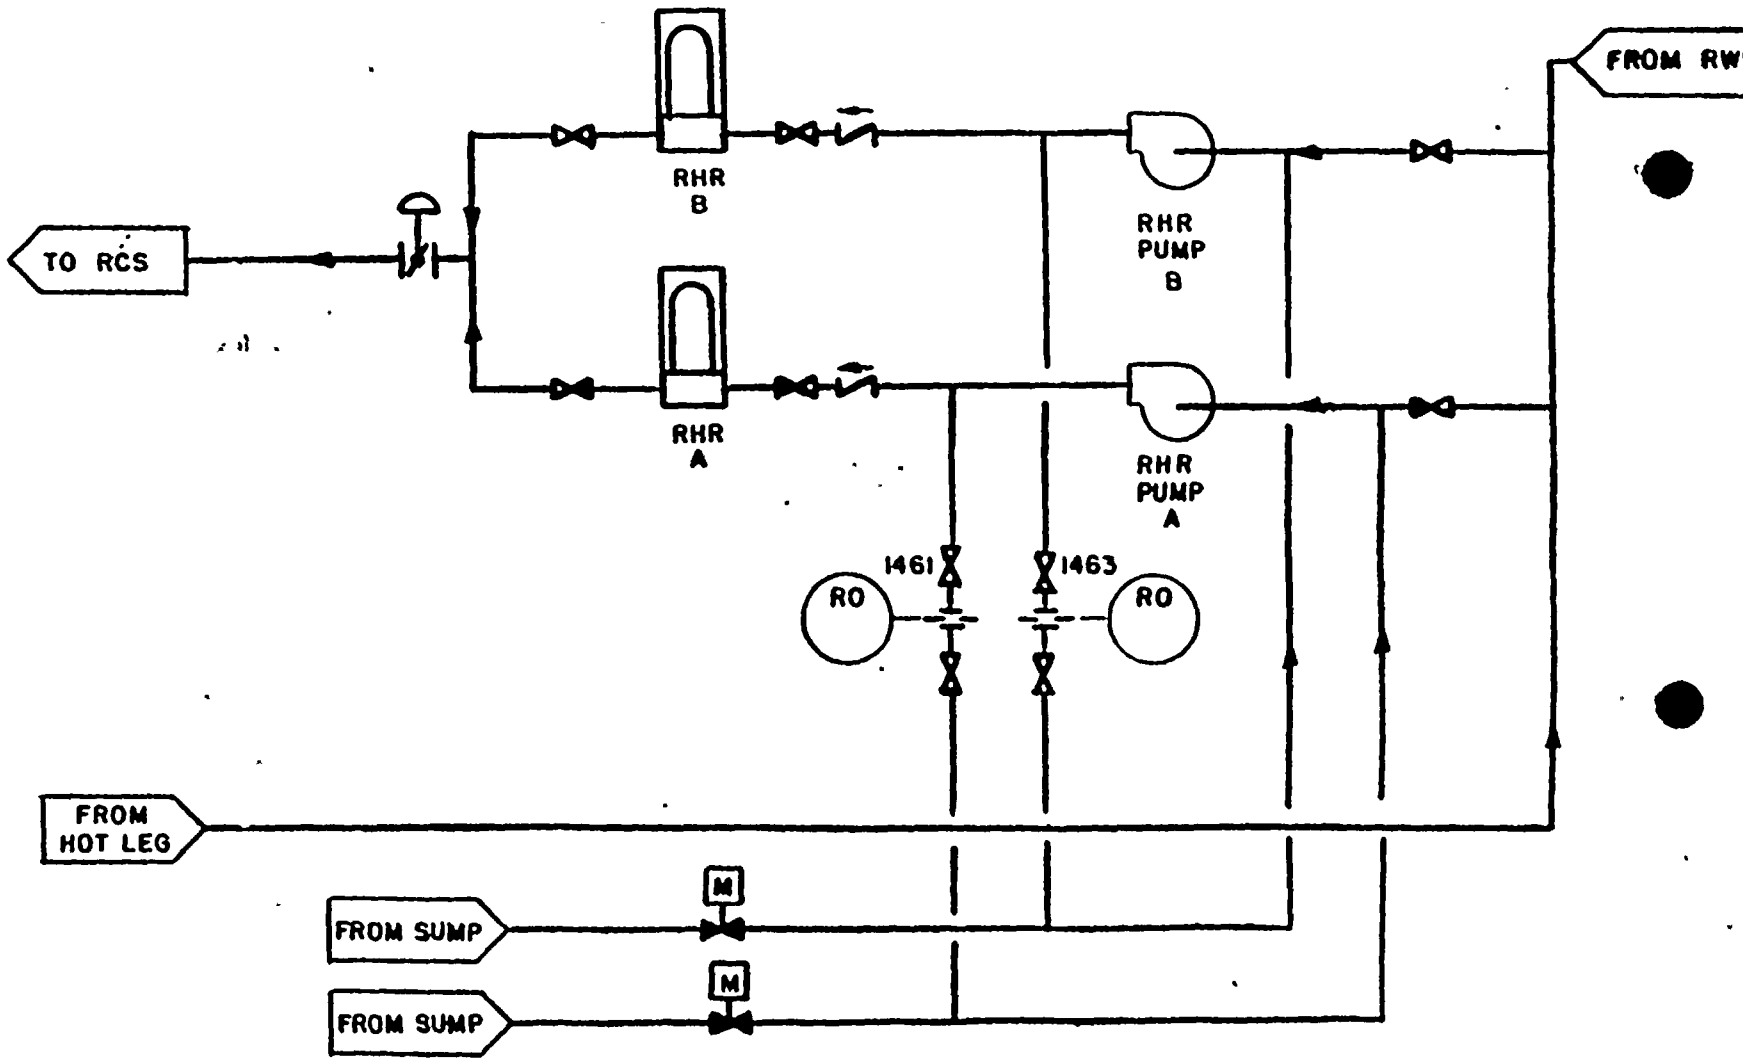 FROM RW
RHR
B
RHR
PUMP
B
TO RCS
RHR
A
RHR
PUMP
A
1461
1463
RO
RO
FROM
HOT LEG
M
FROM SUMP
M
FROM SUMP